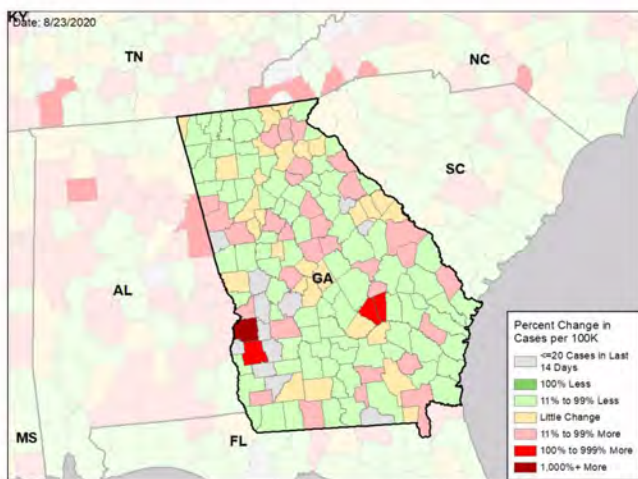 KY
Date: 8/23/2020
TN
NC
SC
AL
GA
MS
FL
Percent Change in
Cases per 100K
<=20 Cases in Last
14 Days
100% Less
11% to 99% Less
Little Change
11% to 99% More
100% to 999% More
1,000%+ More